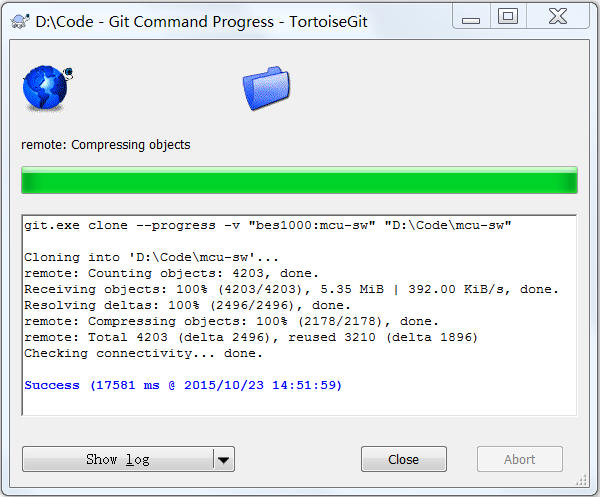 D:\Code - Git Command Progress - TortoiseGit
remote: Compressing objects
git.exe clone --progress -v "bes1000:mcu-sw" "D:\Code\mcu-sw"
Cloning into 'D:\Code\mcu-sw'...
remote: Counting objects: 4203, done.
Receiving objects: 100% (4203/4203), 5.35 MiB | 392.00 KiB/s, done.
Resolving deltas: 100% (2496/2496), done.
remote: Compressing objects: 100% (2178/2178), done.
remote: Total 4203 (delta 2496), reused 3210 (delta 1896)
Checking connectivity... done.
Success (17581 ms @ 2015/10/23 14:51:59)
Show log
Close
Abort